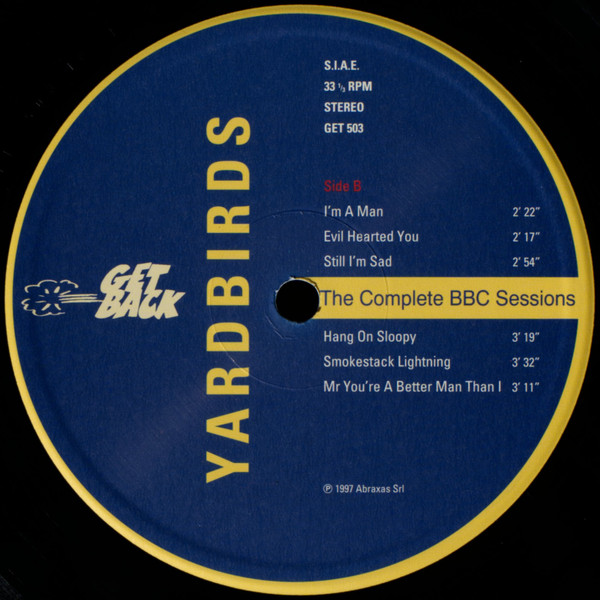 S.I.A.E.
33 ⅓ RPM
STEREO
GET 503
Side B
I'm A Man 2' 22"
Evil Hearted You 2' 17"
Still I'm Sad 2' 54"
The Complete BBC Sessions
Hang On Sloopy 3' 19"
Smokestack Lightning 3' 32"
Mr You're A Better Man Than I 3' 11"
℗ 1997 Abraxas Srl
YARDBIRDS
GET
BACK